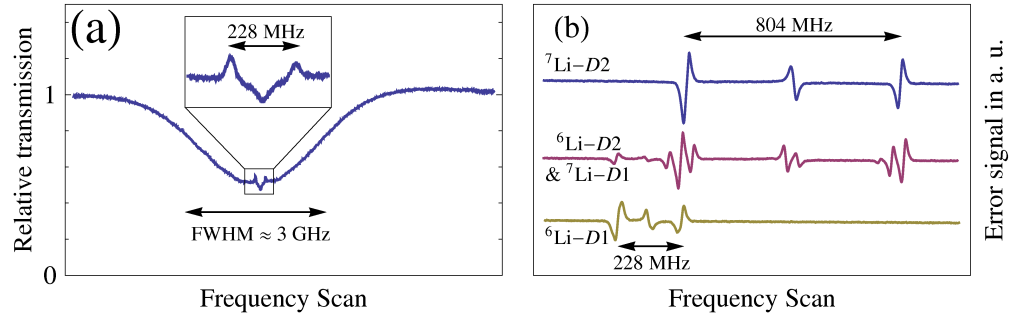 (a)
228 MHz
Relative transmission
1
0
FWHM ≈ 3 GHz
Frequency Scan
(b)
804 MHz
⁷Li–D2
⁶Li–D2
& ⁷Li–D1
⁶Li–D1
228 MHz
Error signal in a. u.
Frequency Scan